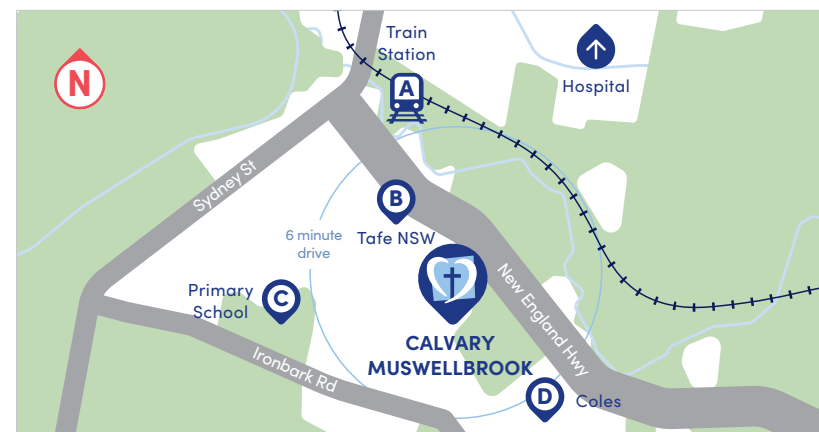 N
Train
Station
A
Hospital
Sydney St
B
Tafe NSW
6 minute
drive
Primary
School
C
New England Hwy
CALVARY
MUSWELLBROOK
Ironbark Rd
D
Coles